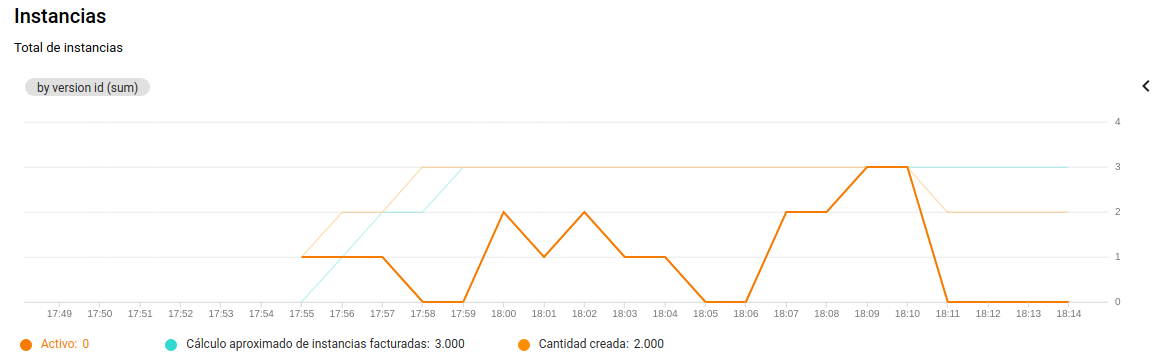 Instancias
Total de instancias
by version id (sum)
4
3
2
1
0
17:49 17:50 17:51 17:52 17:53 17:54 17:55 17:56 17:57 17:58 17:59 18:00 18:01 18:02 18:03 18:04 18:05 18:06 18:07 18:08 18:09 18:10 18:11 18:12 18:13 18:14
Activo: 0 Cálculo aproximado de instancias facturadas: 3.000 Cantidad creada: 2.000